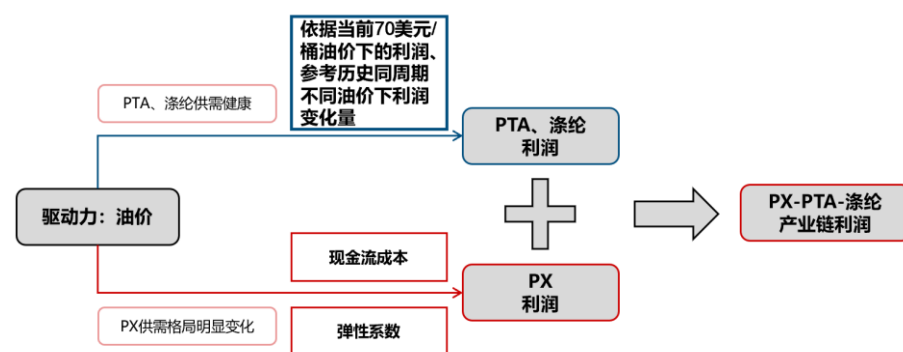 依据当前70美元/
桶油价下的利润、
参考历史同周期
不同油价下利润
变化量
PTA、涤纶供需健康
PTA、涤纶
利润
驱动力：油价
PX-PTA-涤纶
产业链利润
现金流成本
PX
利润
PX供需格局明显变化
弹性系数